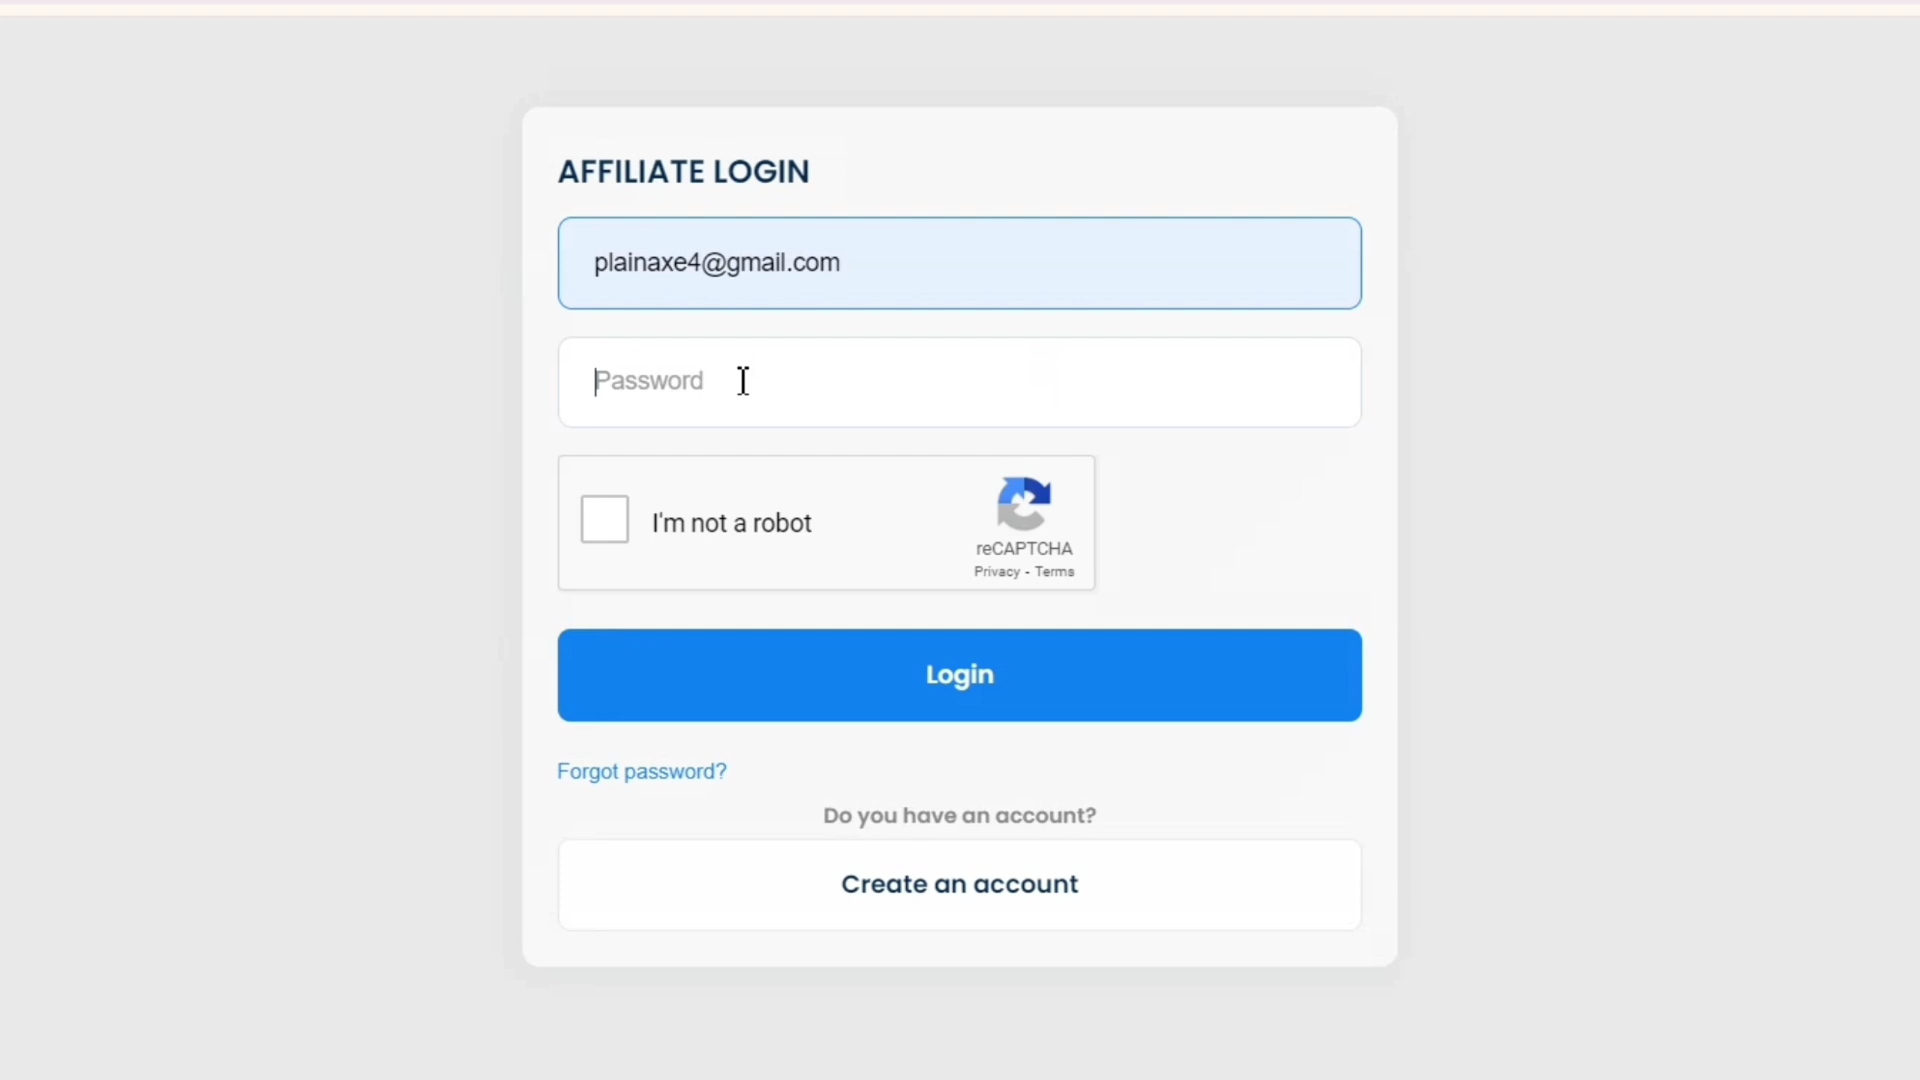 AFFILIATE LOGIN
plainaxe4@gmail.com
Password
I'm not a robot
reCAPTCHA
Privacy - Terms
Login
Forgot password?
Do you have an account?
Create an account